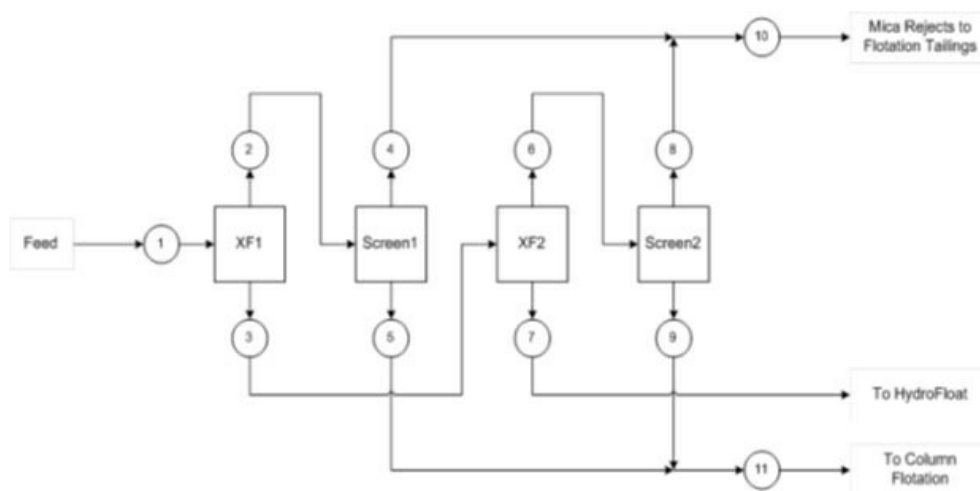 10
Mica Rejects to
Flotation Tailings
2
4
6
8
Feed
1
XF1
Screen1
XF2
Screen2
3
5
7
9
To HydroFloat
11
To Column
Flotation